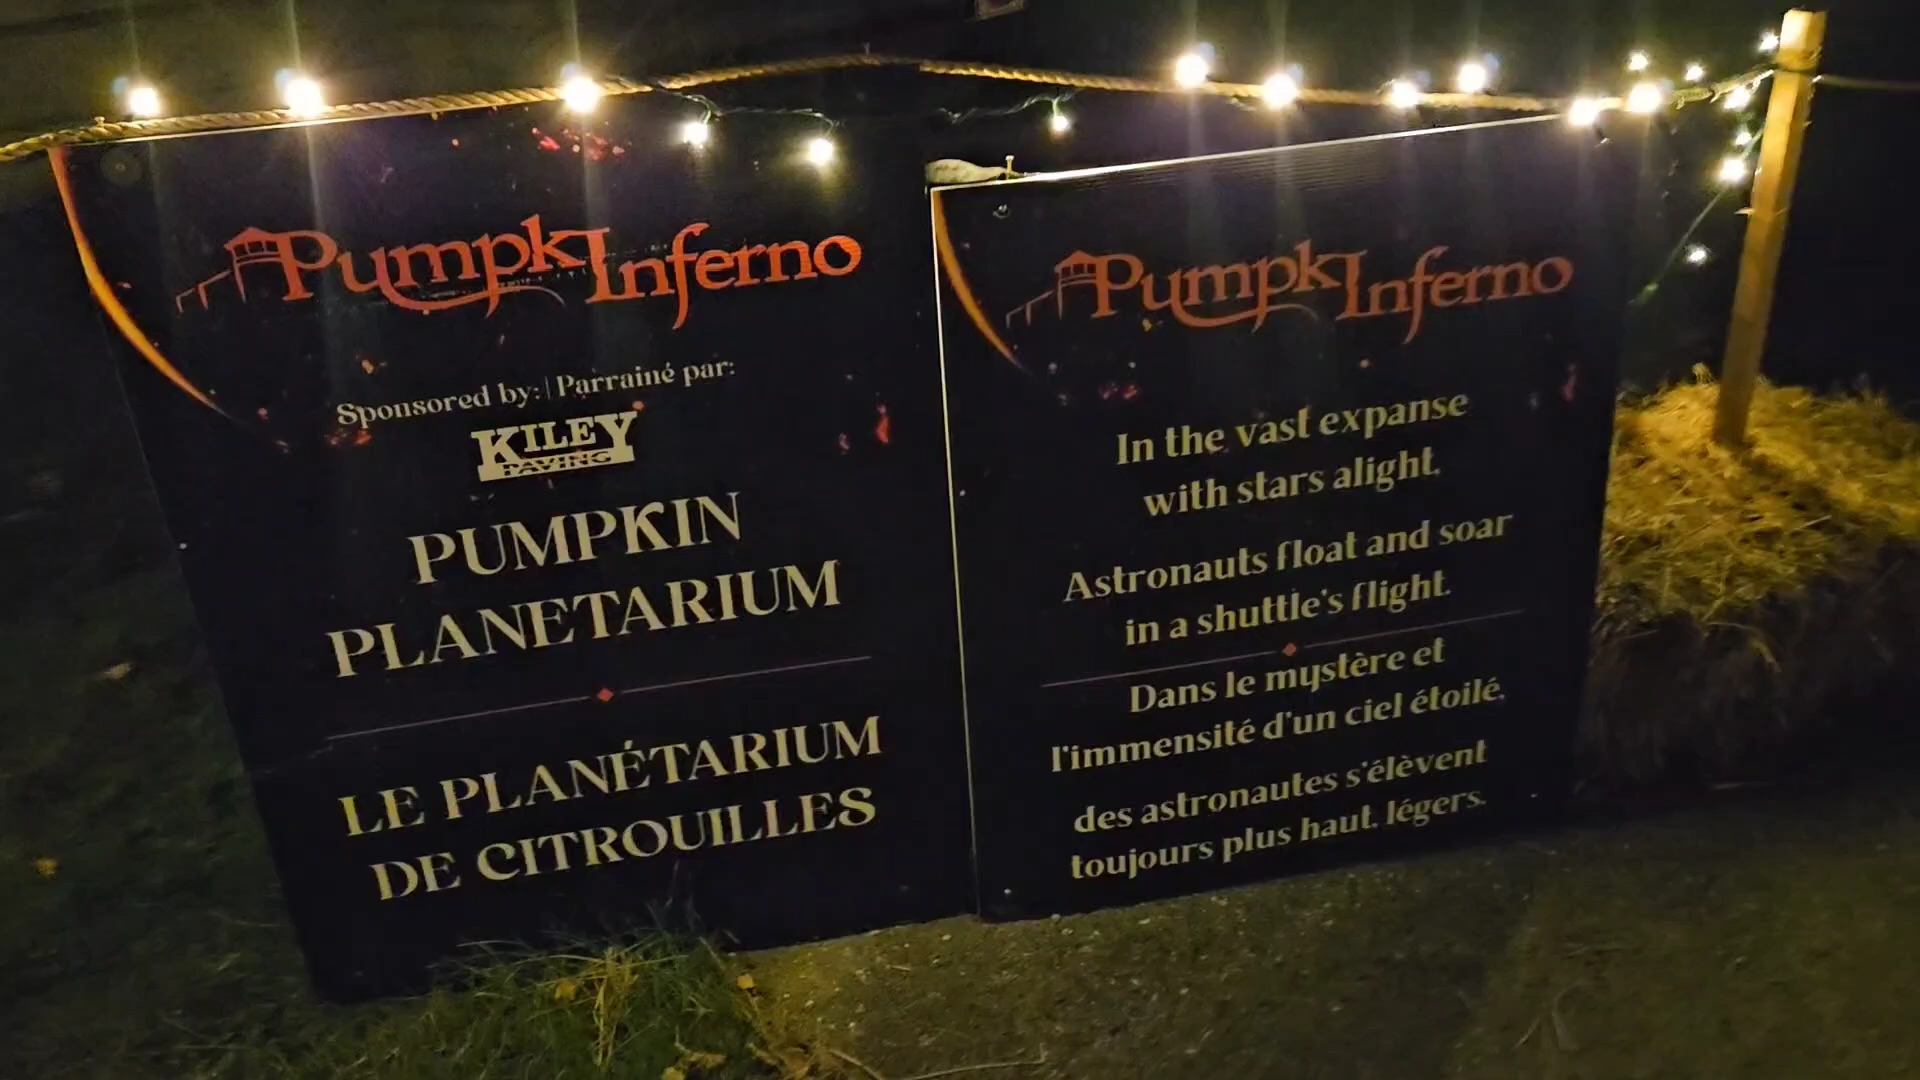 PumpkInferno
Sponsored by: | Parrainé par:
KILEY
PAVING
PUMPKIN
PLANETARIUM
LE PLANÉTARIUM
DE CITROUILLES
PumpkInferno
In the vast expanse
with stars alight,
Astronauts float and soar
in a shuttle's flight.
Dans le mystère et
l'immensité d'un ciel étoilé,
des astronautes s'élèvent
toujours plus haut, légers.